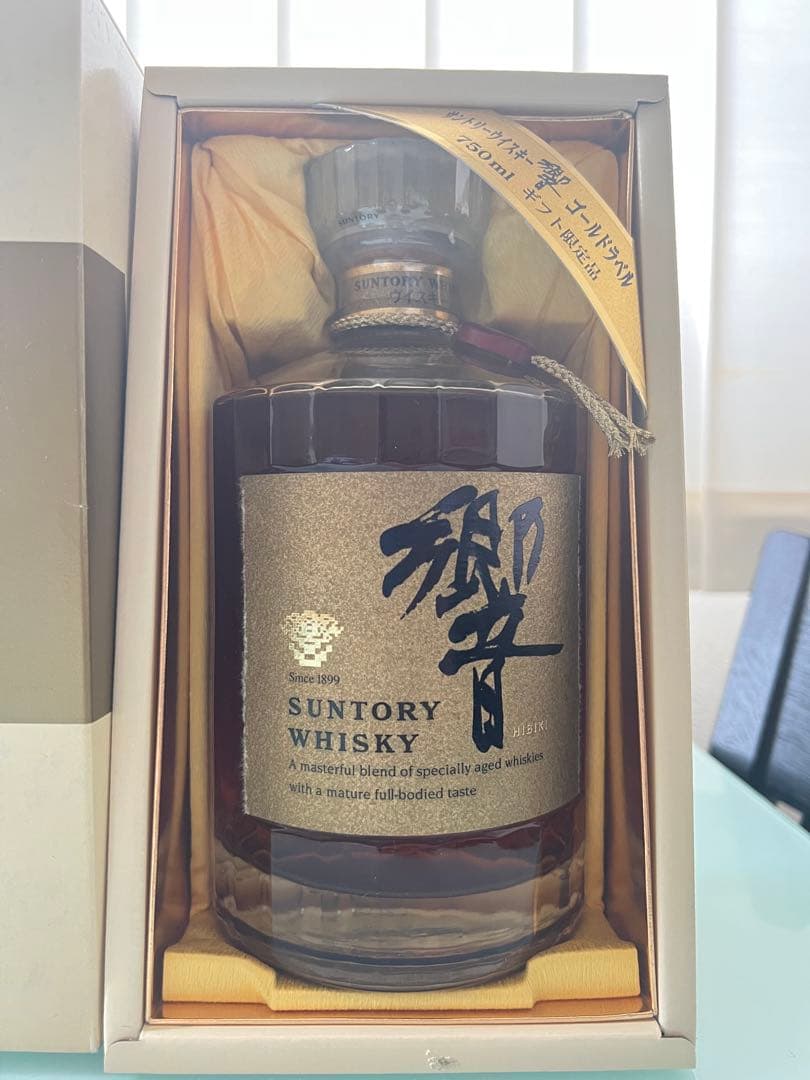 サントリーウイスキー響 ゴールドラベル
750ml ギフト限定品
SUNTORY
SUNTORY W
ウイスキ
響
Since 1899
SUNTORY
WHISKY
HIBIKI
A masterful blend of specially aged whiskies
with a mature full-bodied taste